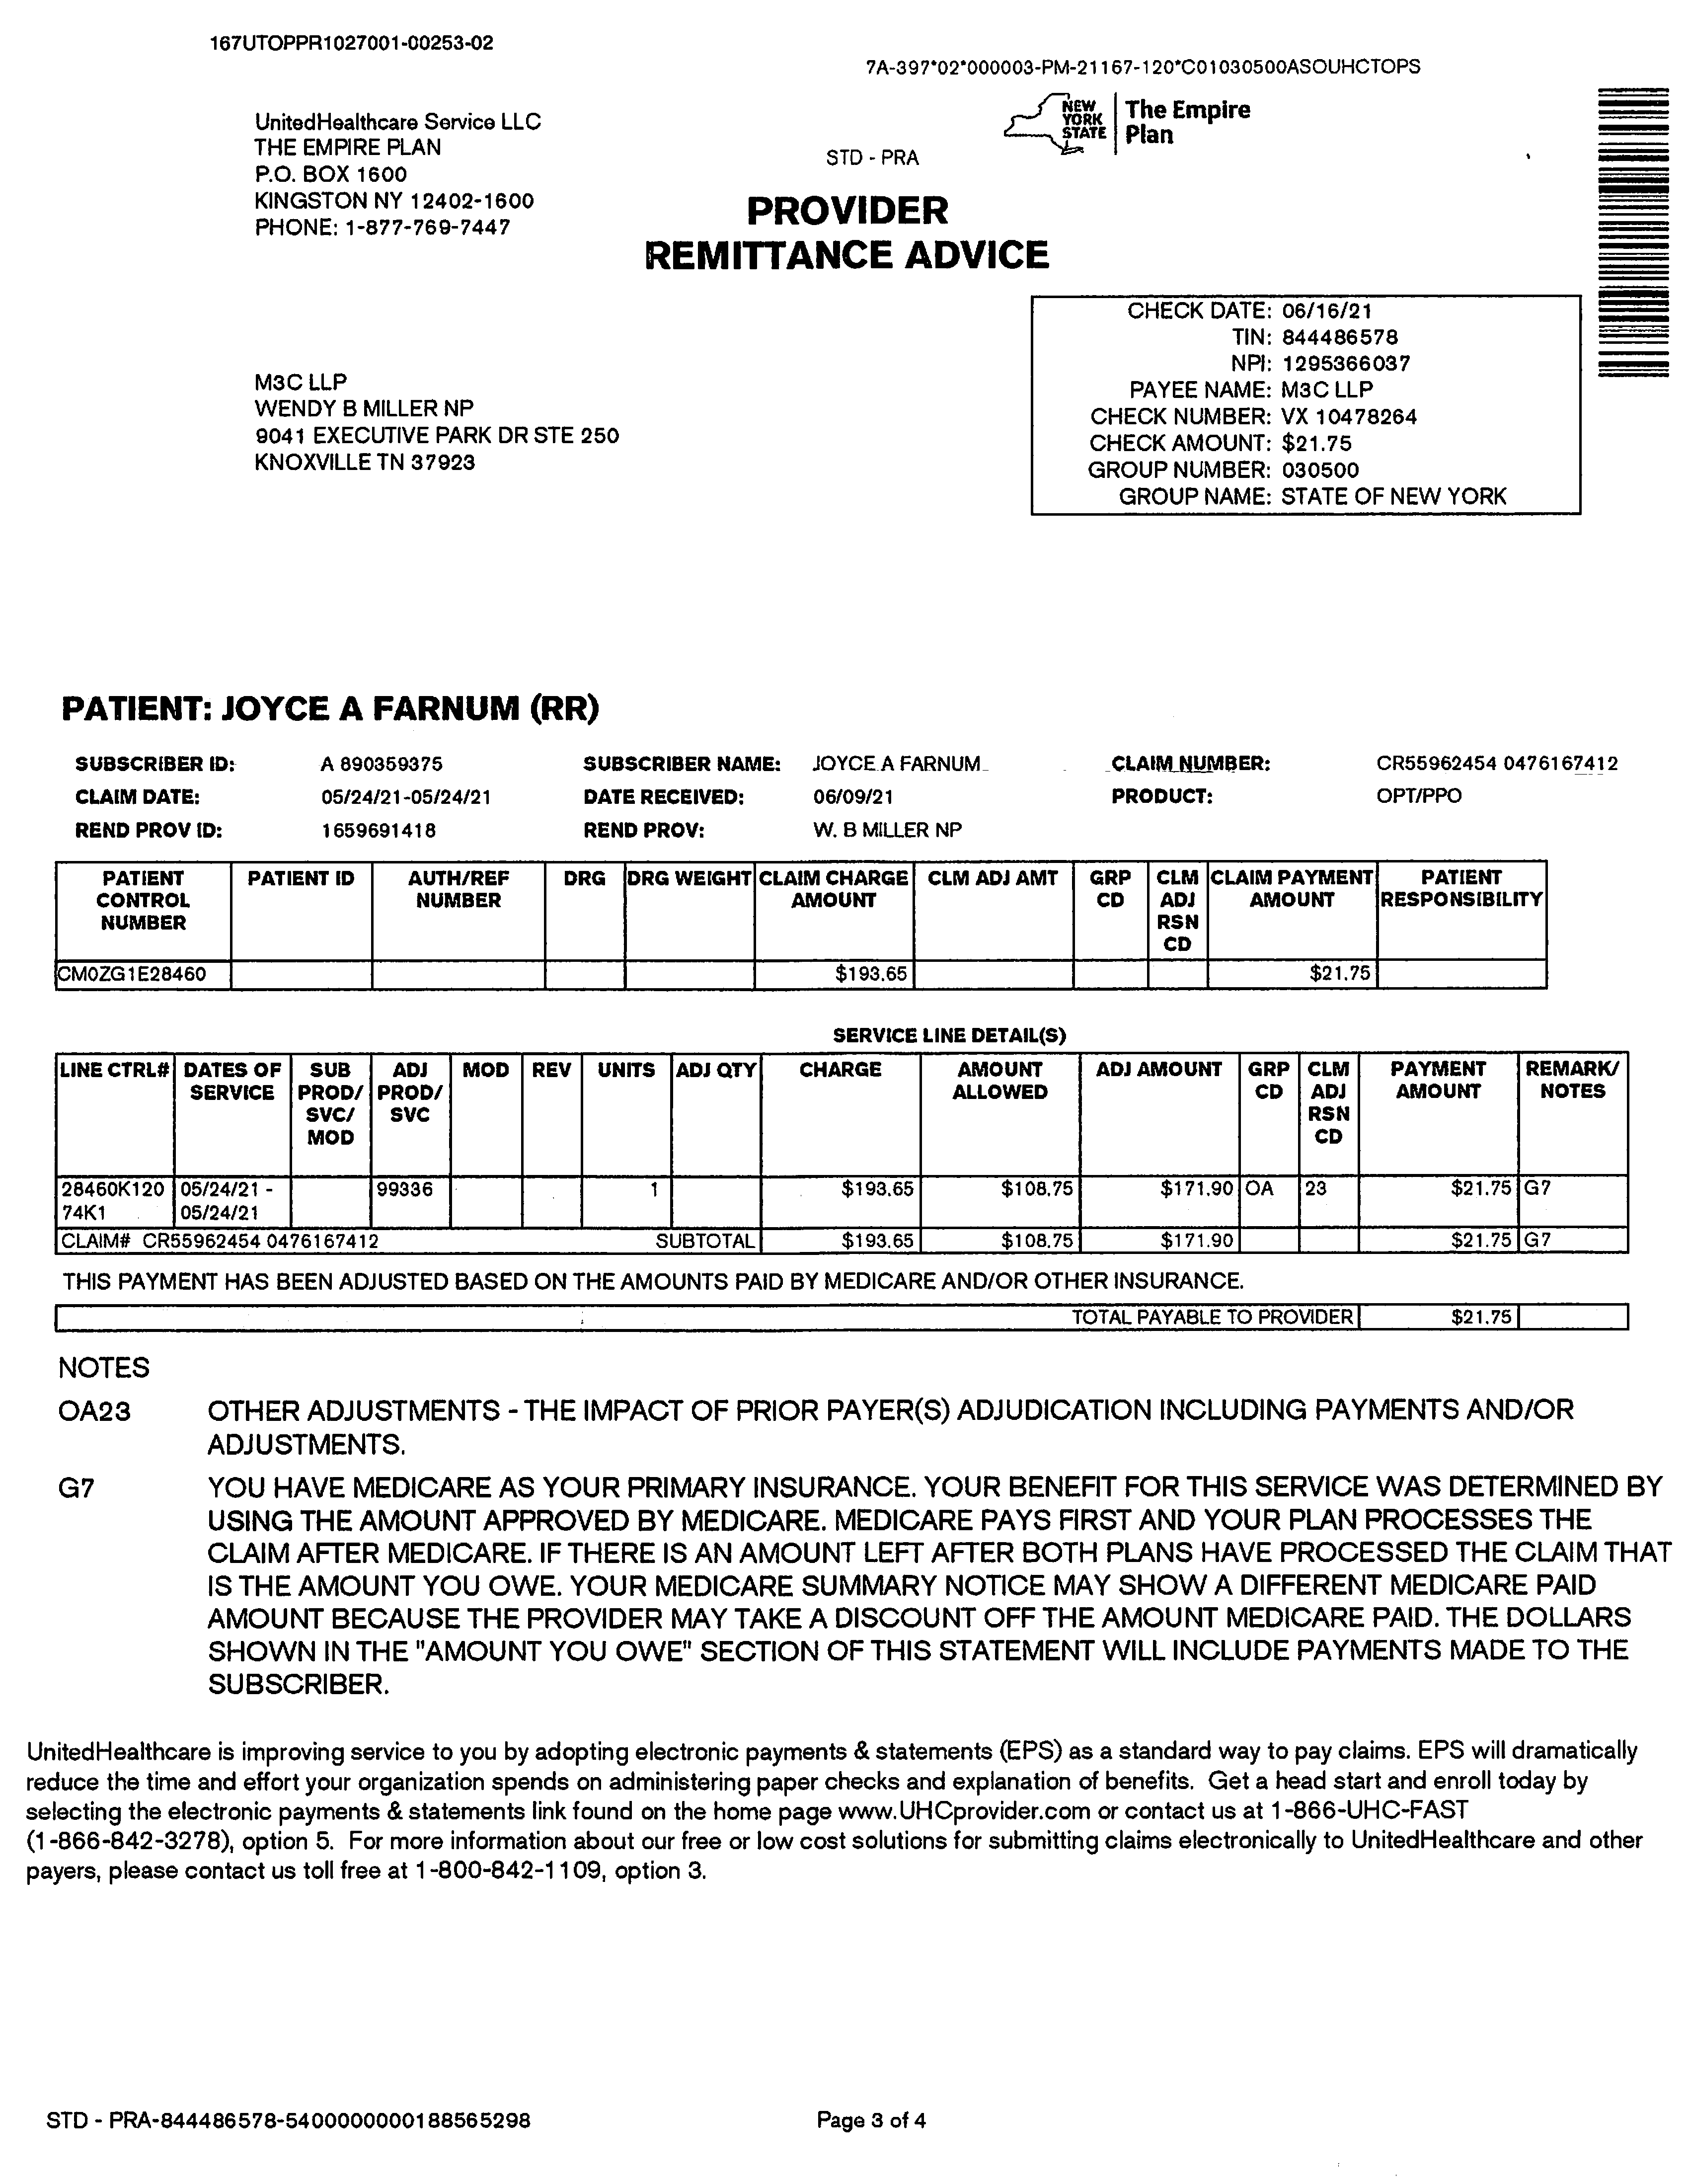 167UTOPPR1027001-00253-02
7A-397*02*000003-PM-21167-120*C01030500ASOUHCTOPS
UnitedHealthcare Service LLC
THE EMPIRE PLAN
P.O. BOX 1600
KINGSTON NY 12402-1600
PHONE: 1-877-769-7447
NEW YORK STATE
The Empire Plan
STD - PRA
PROVIDER
REMITTANCE ADVICE
CHECK DATE: 06/16/21
TIN: 844486578
NPI: 1295366037
PAYEE NAME: M3C LLP
CHECK NUMBER: VX 10478264
CHECK AMOUNT: $21.75
GROUP NUMBER: 030500
GROUP NAME: STATE OF NEW YORK
M3C LLP
WENDY B MILLER NP
9041 EXECUTIVE PARK DR STE 250
KNOXVILLE TN 37923
PATIENT: JOYCE A FARNUM (RR)
SUBSCRIBER ID: A 890359375 SUBSCRIBER NAME: JOYCE A FARNUM CLAIM NUMBER: CR55962454 0476167412
CLAIM DATE: 05/24/21-05/24/21 DATE RECEIVED: 06/09/21 PRODUCT: OPT/PPO
REND PROV ID: 1659691418 REND PROV: W. B MILLER NP
PATIENT CONTROL NUMBER PATIENT ID AUTH/REF NUMBER DRG DRG WEIGHT CLAIM CHARGE AMOUNT CLM ADJ AMT GRP CD CLM ADJ RSN CD CLAIM PAYMENT AMOUNT PATIENT RESPONSIBILITY
CM0ZG1E28460 $193.65 $21.75
SERVICE LINE DETAIL(S)
LINE CTRL# DATES OF SERVICE SUB PROD/ SVC/ MOD ADJ PROD/ SVC MOD REV UNITS ADJ QTY CHARGE AMOUNT ALLOWED ADJ AMOUNT GRP CD CLM ADJ RSN CD PAYMENT AMOUNT REMARK/ NOTES
28460K120 05/24/21 - 99336 1 $193.65 $108.75 $171.90 OA 23 $21.75 G7
74K1 05/24/21
CLAIM# CR55962454 0476167412 SUBTOTAL $193.65 $108.75 $171.90 $21.75 G7
THIS PAYMENT HAS BEEN ADJUSTED BASED ON THE AMOUNTS PAID BY MEDICARE AND/OR OTHER INSURANCE.
TOTAL PAYABLE TO PROVIDER $21.75
NOTES
OA23 OTHER ADJUSTMENTS - THE IMPACT OF PRIOR PAYER(S) ADJUDICATION INCLUDING PAYMENTS AND/OR
ADJUSTMENTS.
G7 YOU HAVE MEDICARE AS YOUR PRIMARY INSURANCE. YOUR BENEFIT FOR THIS SERVICE WAS DETERMINED BY
USING THE AMOUNT APPROVED BY MEDICARE. MEDICARE PAYS FIRST AND YOUR PLAN PROCESSES THE
CLAIM AFTER MEDICARE. IF THERE IS AN AMOUNT LEFT AFTER BOTH PLANS HAVE PROCESSED THE CLAIM THAT
IS THE AMOUNT YOU OWE. YOUR MEDICARE SUMMARY NOTICE MAY SHOW A DIFFERENT MEDICARE PAID
AMOUNT BECAUSE THE PROVIDER MAY TAKE A DISCOUNT OFF THE AMOUNT MEDICARE PAID. THE DOLLARS
SHOWN IN THE "AMOUNT YOU OWE" SECTION OF THIS STATEMENT WILL INCLUDE PAYMENTS MADE TO THE
SUBSCRIBER.
UnitedHealthcare is improving service to you by adopting electronic payments & statements (EPS) as a standard way to pay claims. EPS will dramatically
reduce the time and effort your organization spends on administering paper checks and explanation of benefits. Get a head start and enroll today by
selecting the electronic payments & statements link found on the home page www.UHCprovider.com or contact us at 1-866-UHC-FAST
(1-866-842-3278), option 5. For more information about our free or low cost solutions for submitting claims electronically to UnitedHealthcare and other
payers, please contact us toll free at 1-800-842-1109, option 3.
STD - PRA-844486578-5400000000188565298 Page 3 of 4